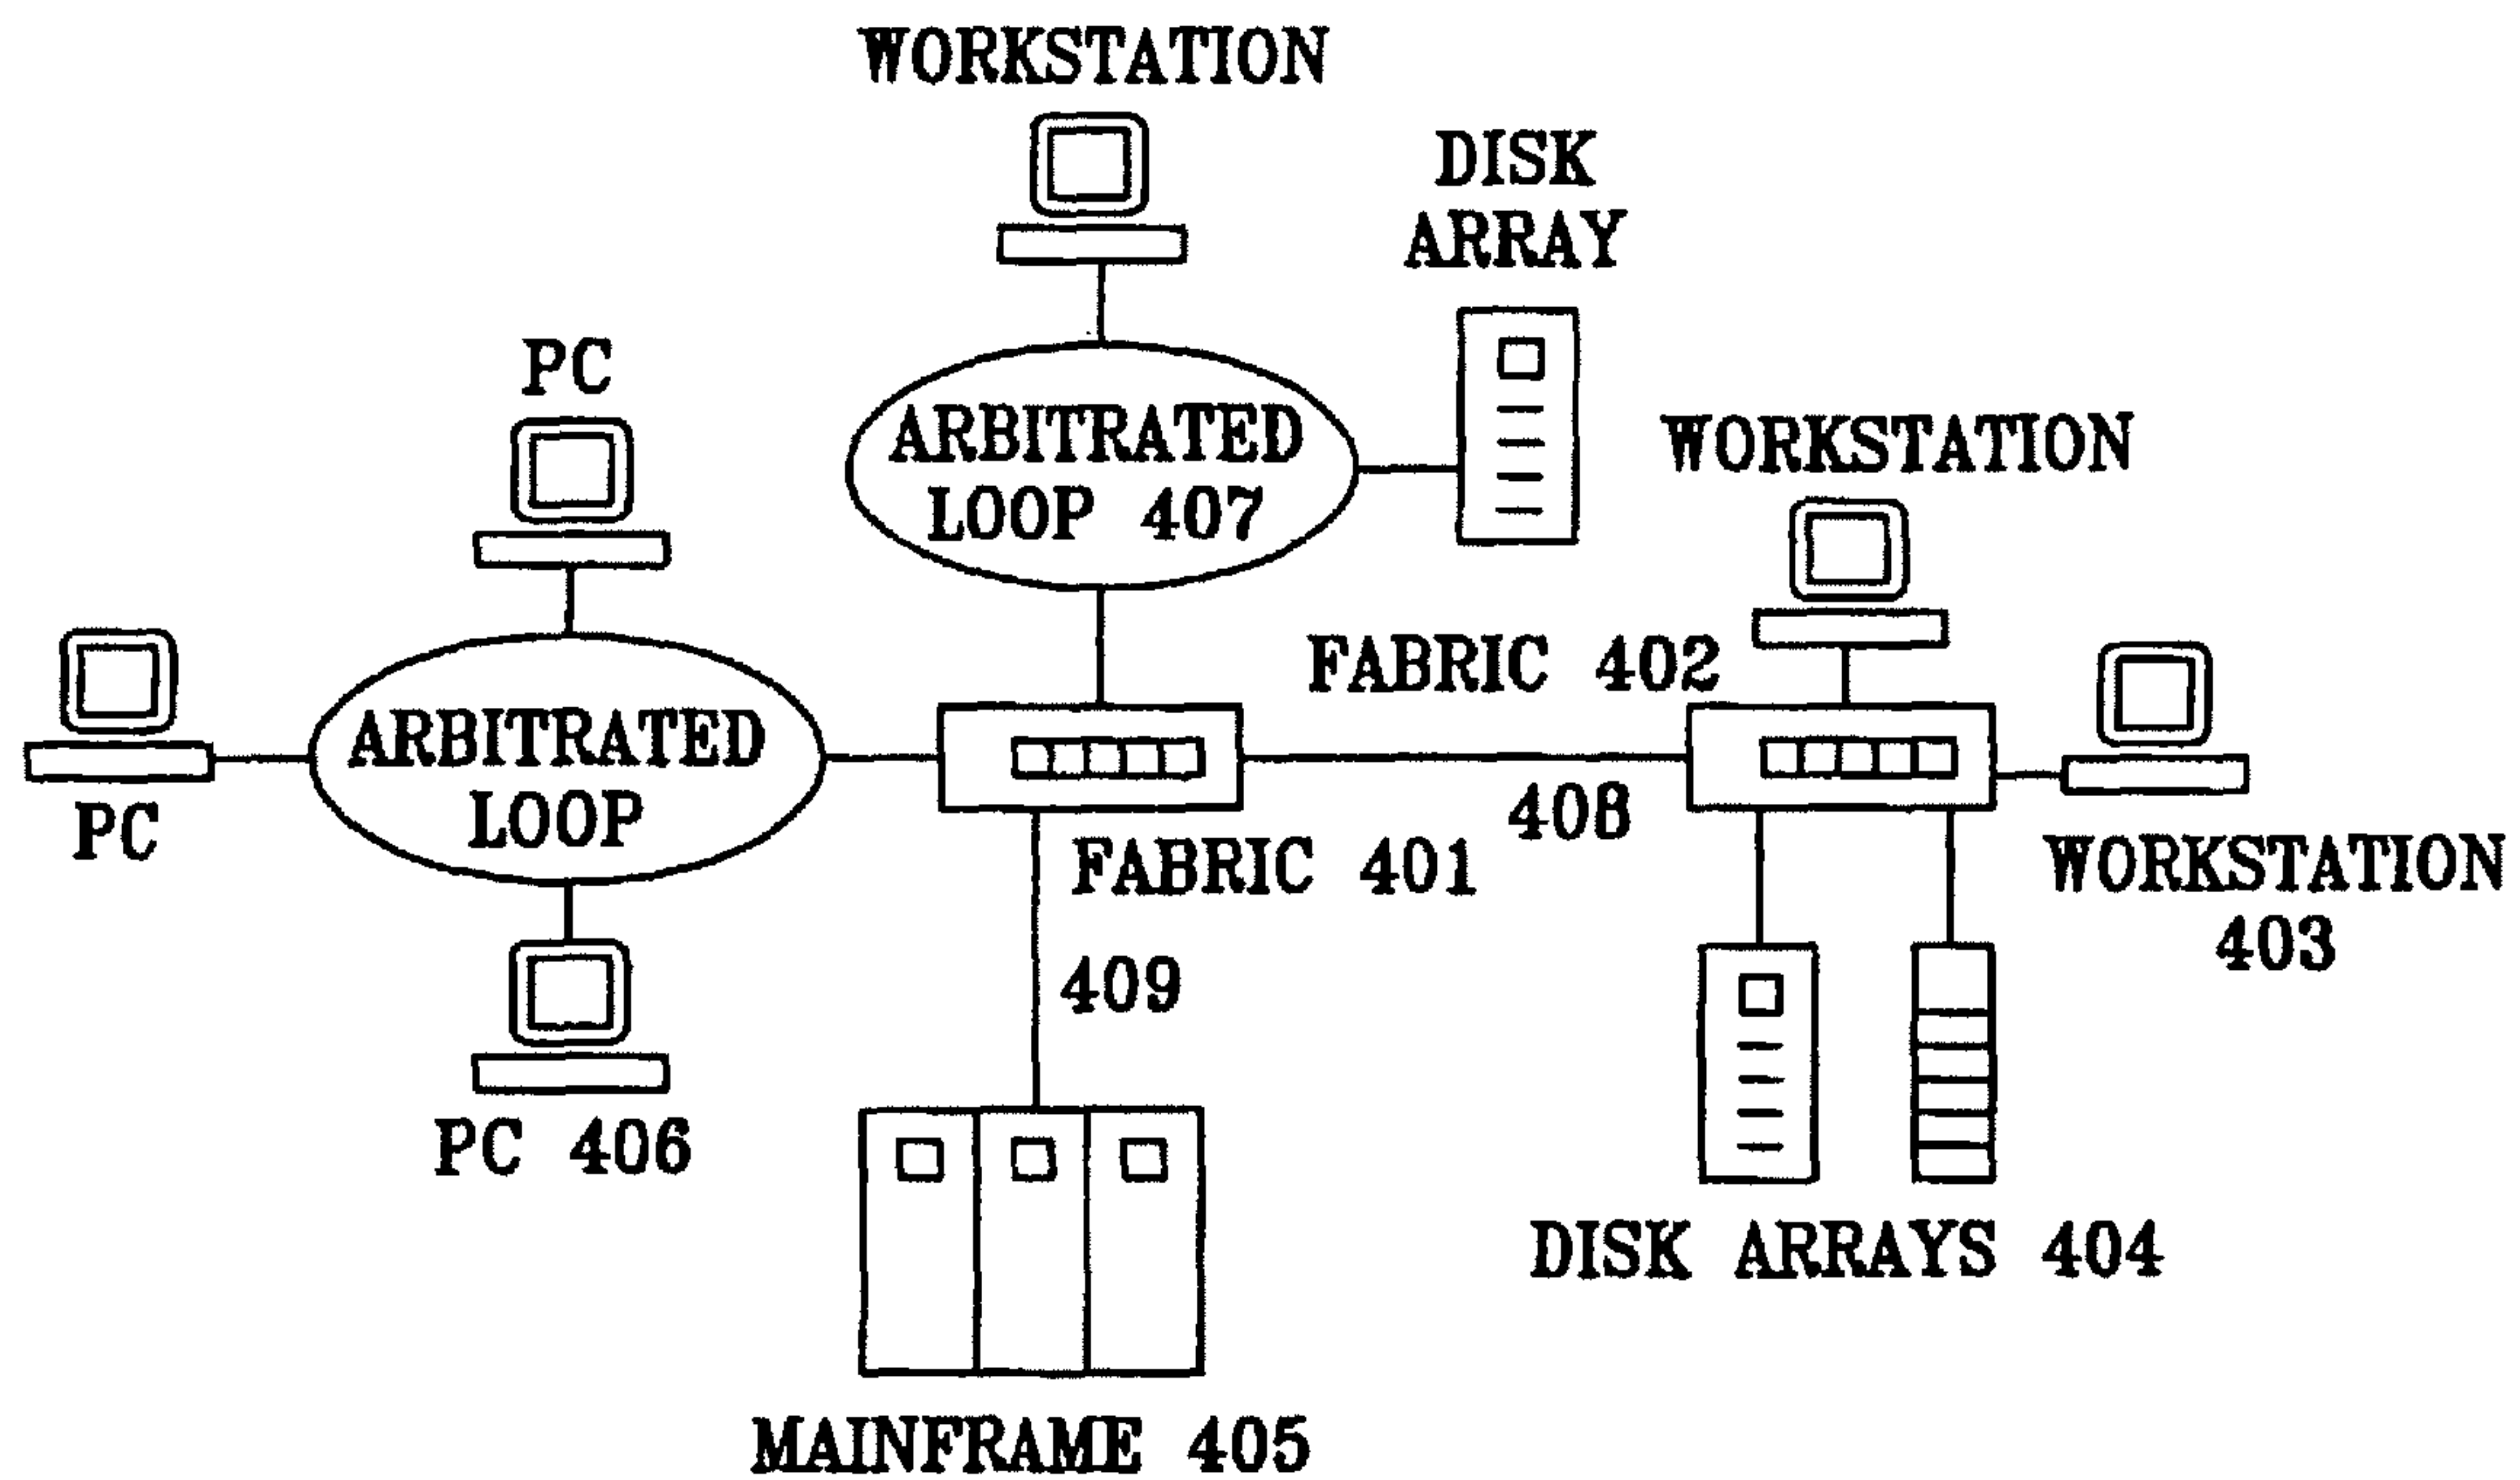 WORKSTATION
DISK
ARRAY
PC
ARBITRATED
LOOP 407
WORKSTATION
FABRIC 402
ARBITRATED
LOOP
PC
408
FABRIC 401
WORKSTATION
403
409
PC 406
DISK ARRAYS 404
MAINFRAME 405